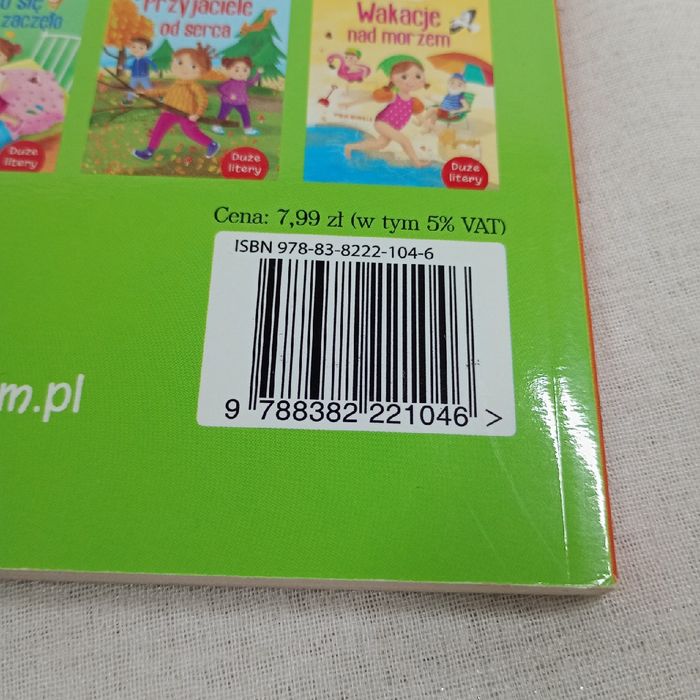 zaczęło
Duże
litery
Przyjaciele
od serca
Duże
litery
Wakacje
nad morzem
Duże
litery
Cena: 7,99 zł (w tym 5% VAT)
ISBN 978-83-8222-104-6
9 788382 221046 >
m.pl